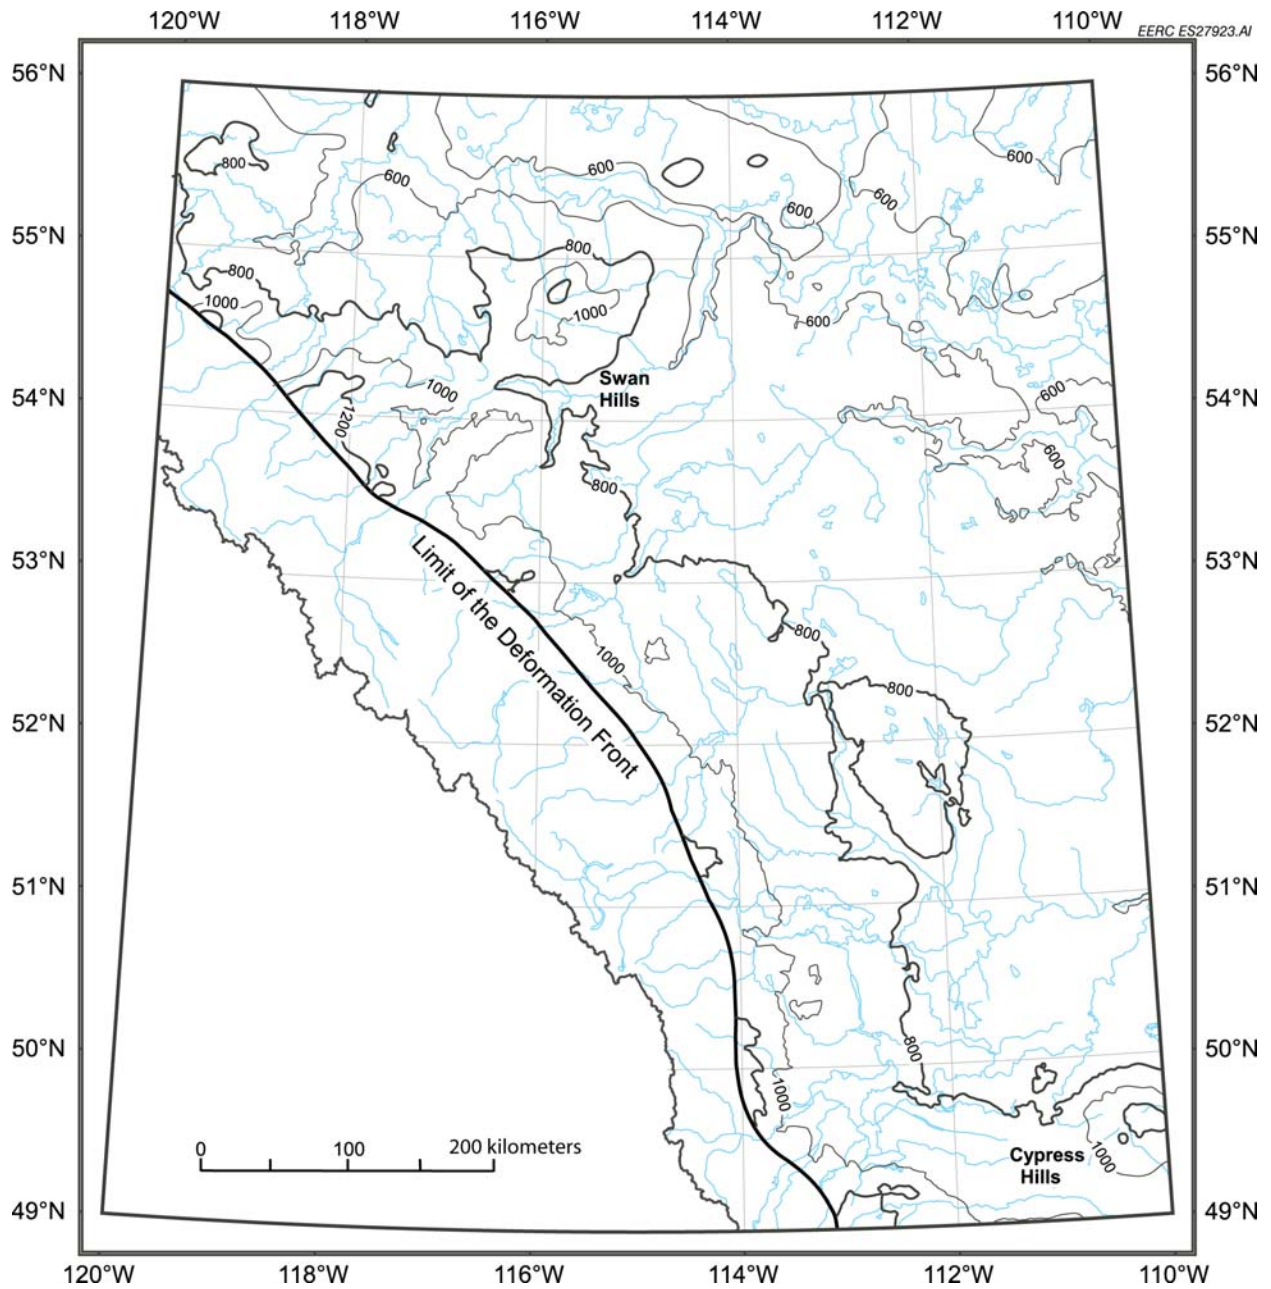 120°W 118°W 116°W 114°W 112°W 110°W
EERC ES27923.AI
56°N 56°N
600
600
800
600
600
600
55°N 55°N
800
800
1000
1000
600
Swan
Hills
1000
600
54°N 54°N
1200
600
800
53°N 53°N
Limit of the Deformation Front
800
1000
800
52°N 52°N
51°N 51°N
50°N 50°N
800
1000
0 100 200 kilometers
Cypress
Hills
1000
49°N 49°N
120°W 118°W 116°W 114°W 112°W 110°W